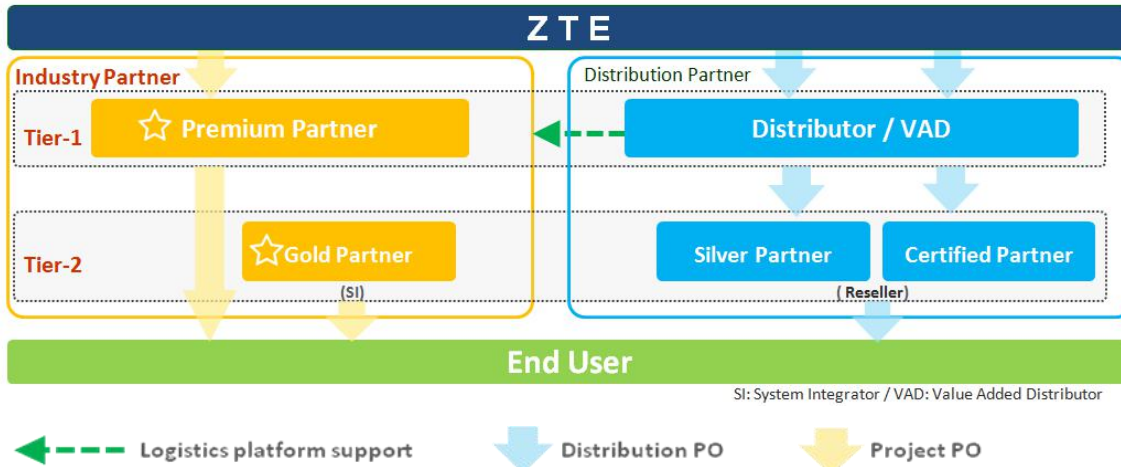 Z T E
Industry Partner
Distribution Partner
Tier-1
Premium Partner
Distributor / VAD
Tier-2
Gold Partner
Silver Partner
Certified Partner
(SI)
( Reseller)
End User
SI: System Integrator / VAD: Value Added Distributor
Logistics platform support
Distribution PO
Project PO